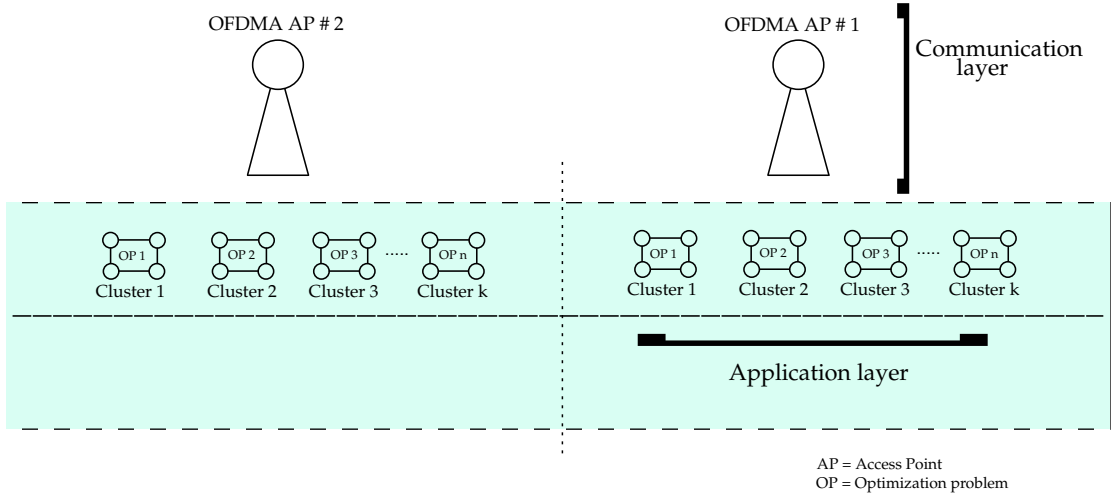 OFDMA AP # 2
OFDMA AP # 1
Communication
layer
OP 1
OP 2
OP 3
.....
OP n
Cluster 1
Cluster 2
Cluster 3
Cluster k
OP 1
OP 2
OP 3
.....
OP n
Cluster 1
Cluster 2
Cluster 3
Cluster k
Application layer
AP = Access Point
OP = Optimization problem